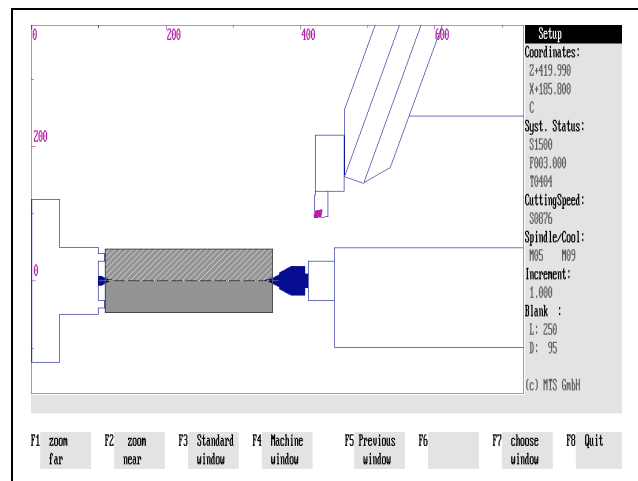 0 200 400 600
200
0
Setup
Coordinates:
Z+419.990
X+185.800
C
Syst. Status:
S1500
F003.000
T0404
CuttingSpeed:
S0876
Spindle/Cool:
M05 M09
Increment:
1.000
Blank :
L: 250
D: 95
(c) MTS GmbH
F1 zoom far
F2 zoom near
F3 Standard window
F4 Machine window
F5 Previous window
F6
F7 choose window
F8 Quit